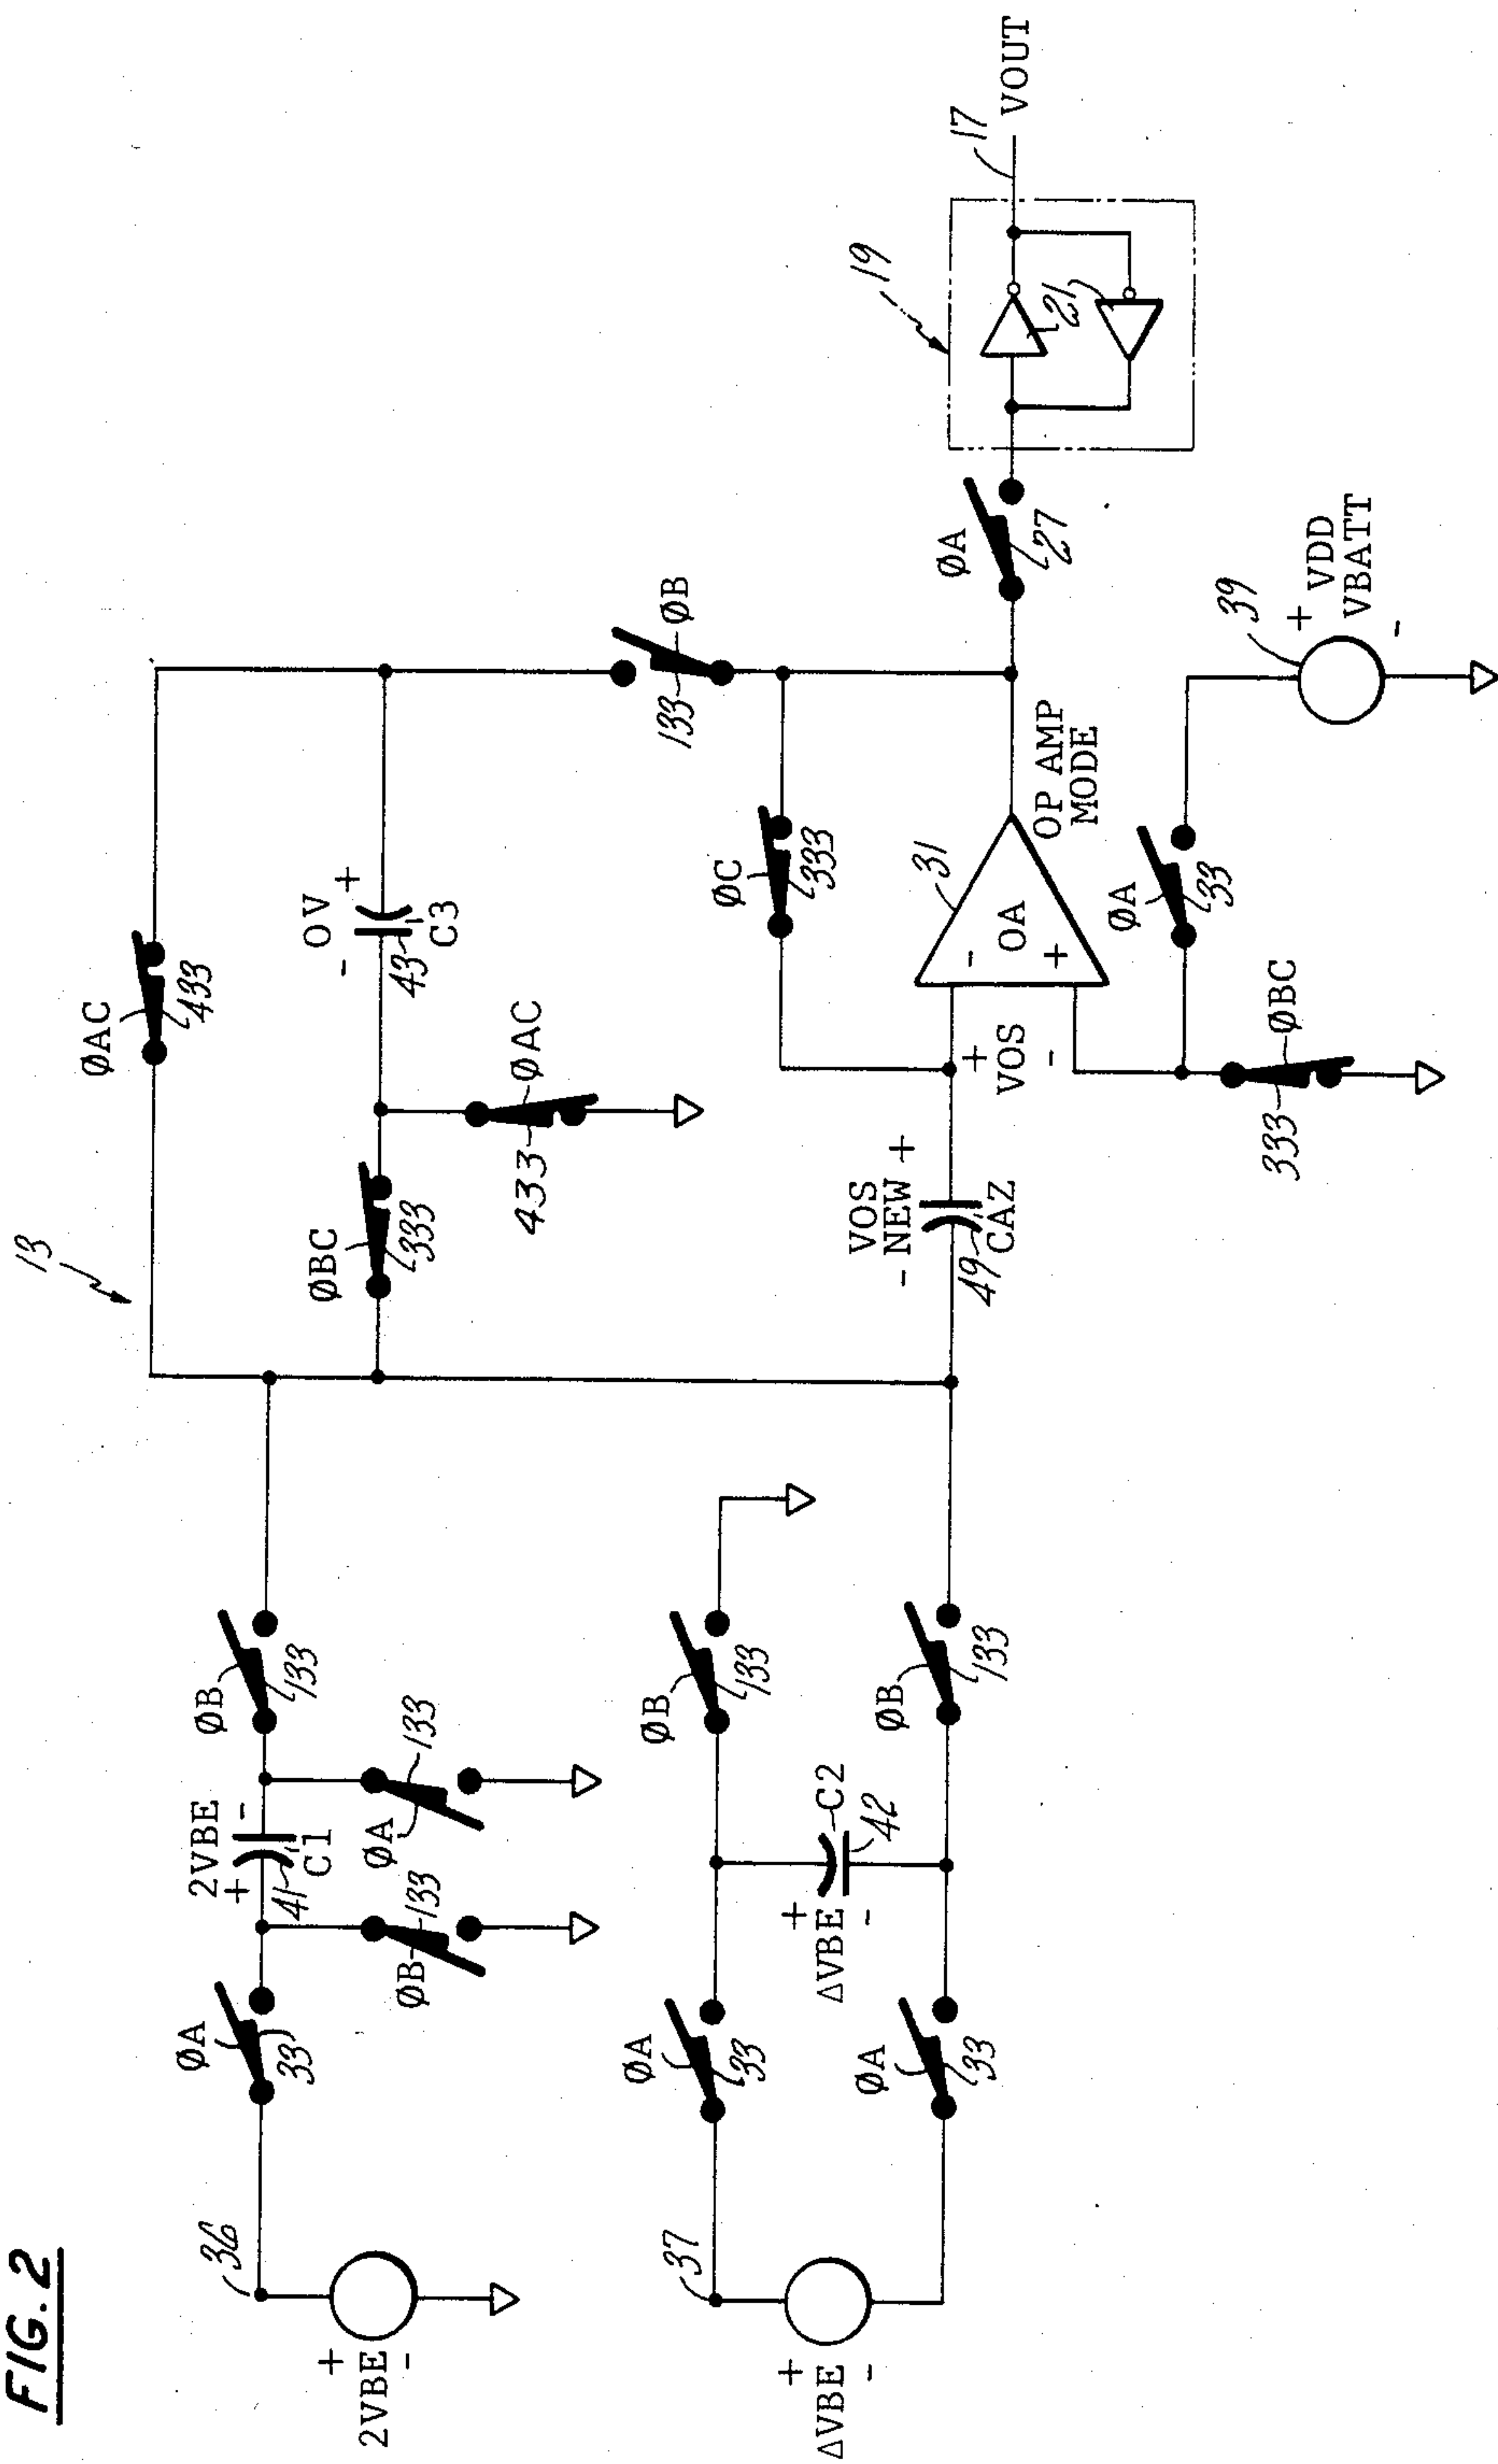 FIG. 2
13
ØAC
433
ØA
33
36
+
2VBE
-
2VBE
+
-
41
C1
ØB
133
ØA
133
ØB
133
ØBC
333
ØAC
433
0V
-
+
43
C3
ØB
133
37
+
ΔVBE
-
ØA
33
ØA
33
+
ΔVBE
-
C2
42
ØB
133
ØB
133
VOS
- NEW +
49
CAZ
+
VOS
-
ØC
333
31
-
OA
+
OP AMP
MODE
ØA
27
19
21
17
VOUT
ØA
33
ØBC
333
39
+
VDD
VBATT
-